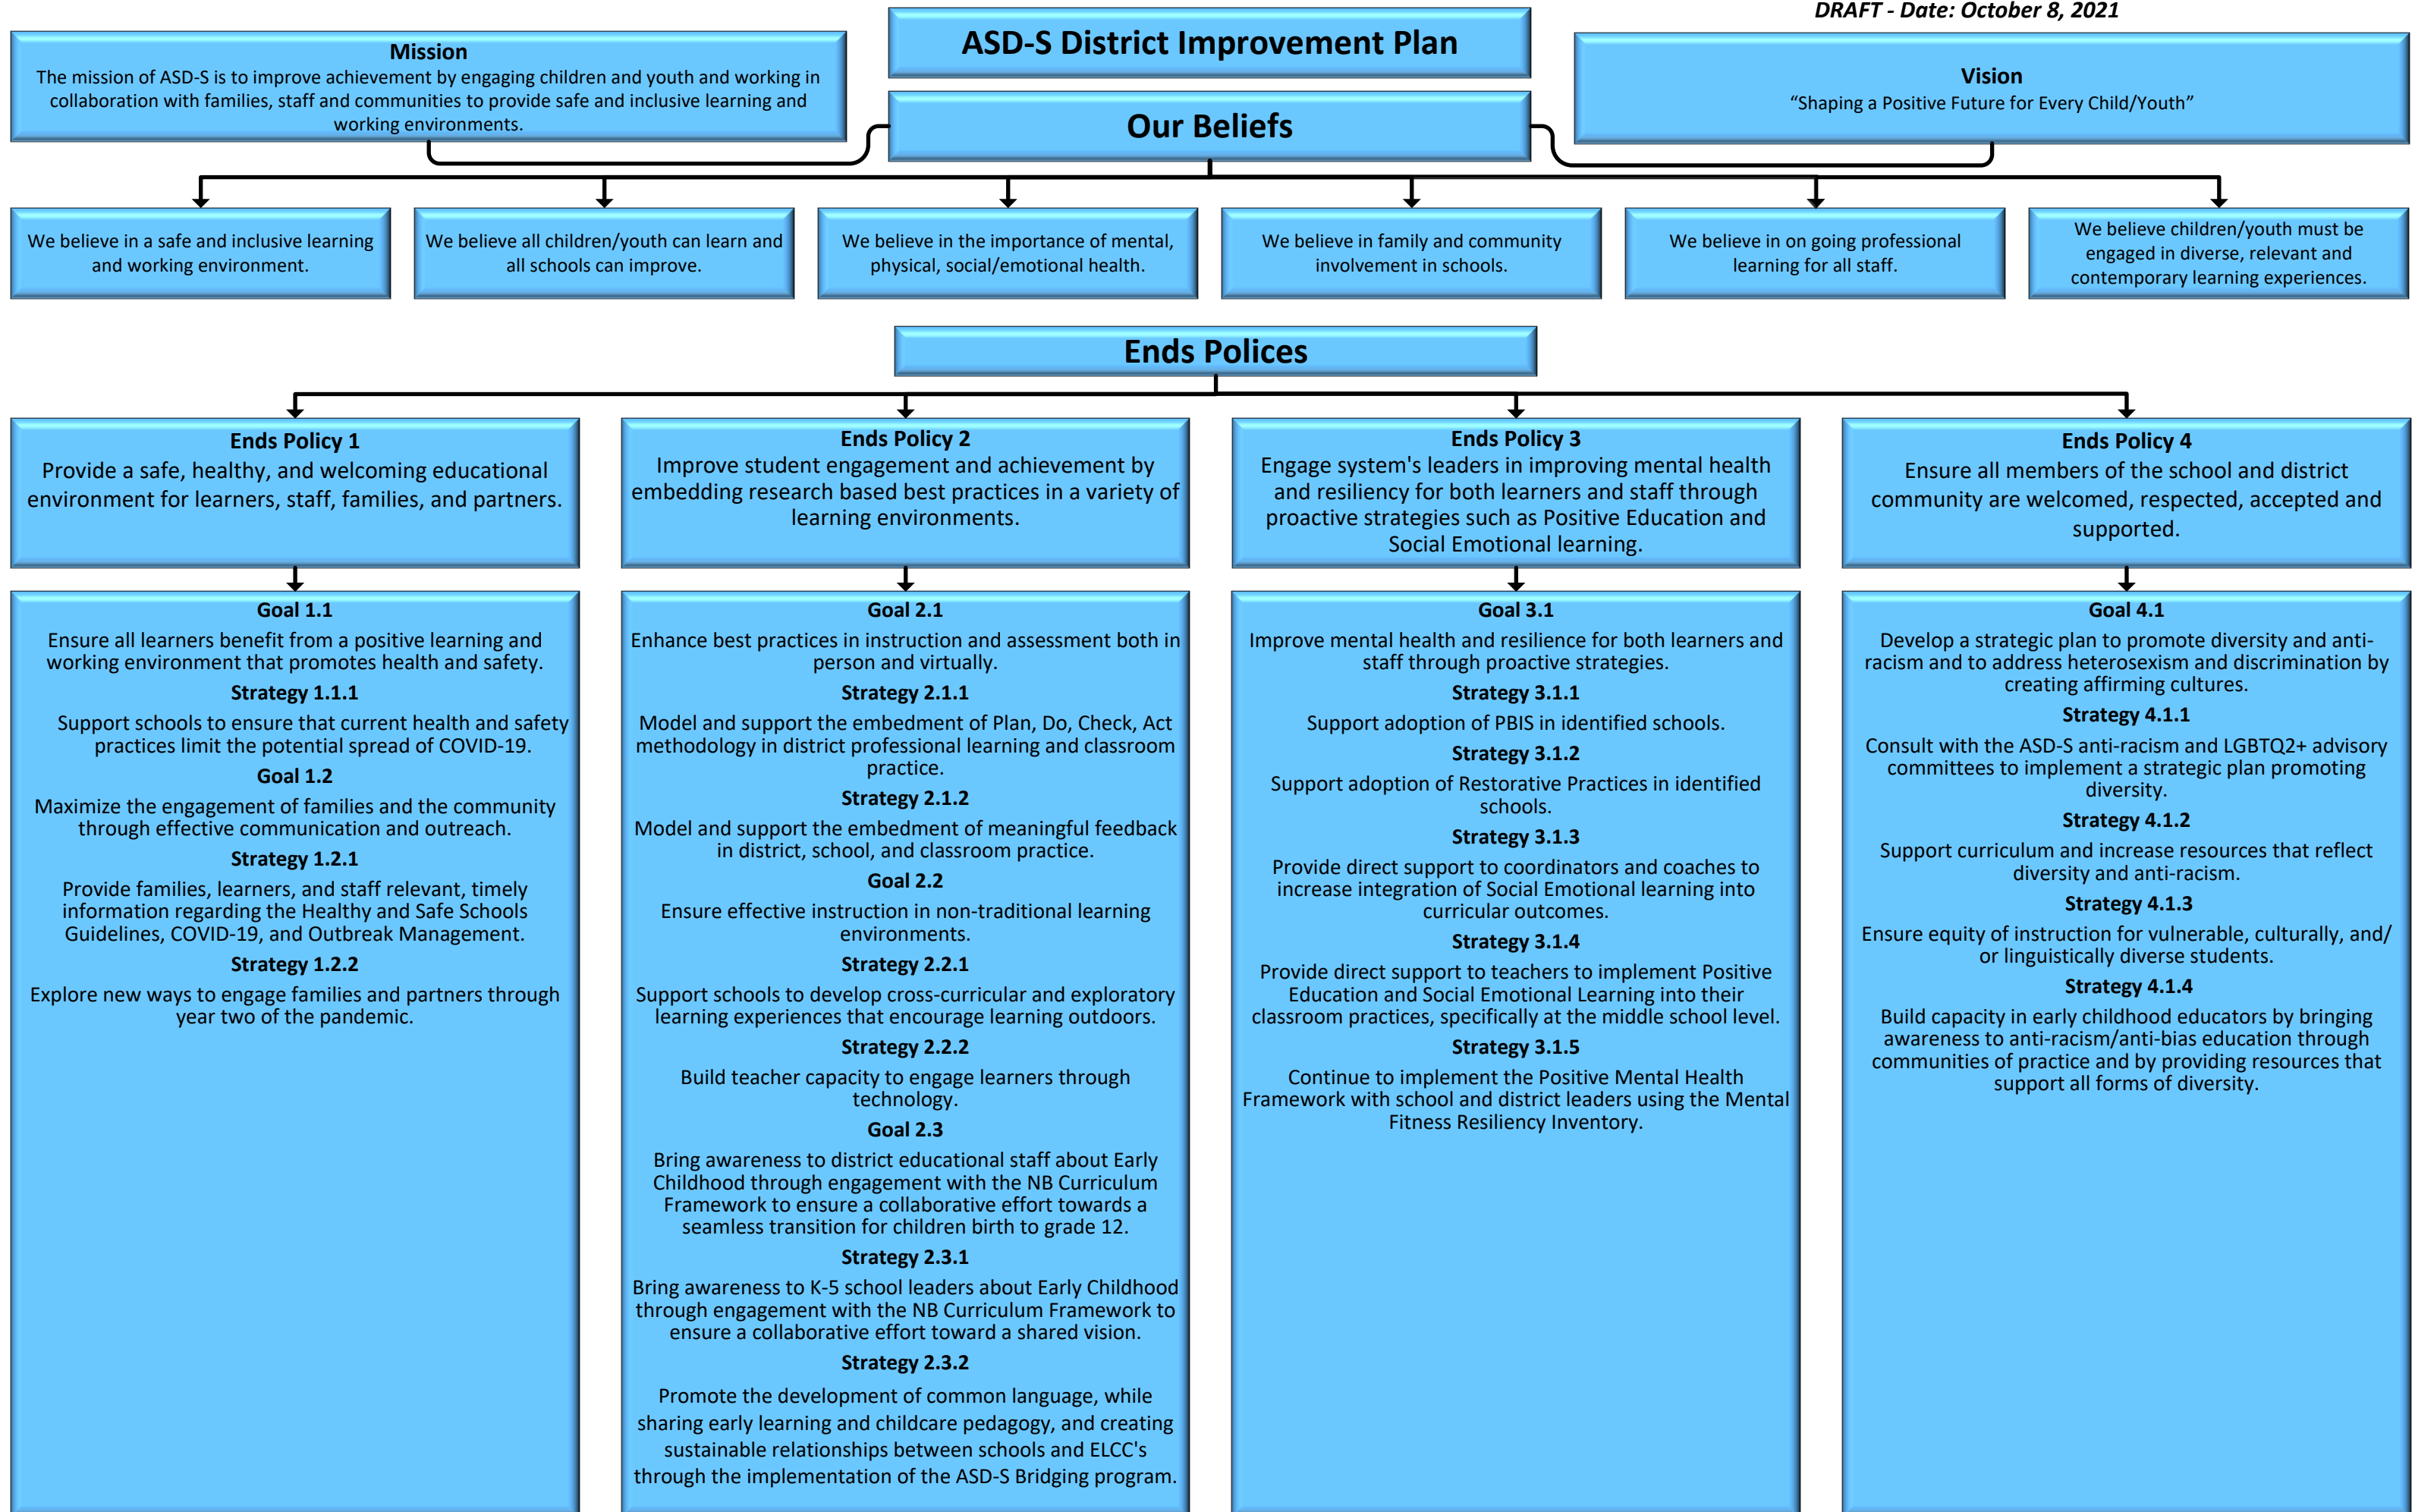 DRAFT - Date: October 8, 2021
ASD-S District Improvement Plan
Mission
The mission of ASD-S is to improve achievement by engaging children and youth and working in
collaboration with families, staff and communities to provide safe and inclusive learning and
working environments.
Vision
“Shaping a Positive Future for Every Child/Youth”
Our Beliefs
We believe in a safe and inclusive learning
and working environment.
We believe all children/youth can learn and
all schools can improve.
We believe in the importance of mental,
physical, social/emotional health.
We believe in family and community
involvement in schools.
We believe in on going professional
learning for all staff.
We believe children/youth must be
engaged in diverse, relevant and
contemporary learning experiences.
Ends Polices
Ends Policy 1
Provide a safe, healthy, and welcoming educational
environment for learners, staff, families, and partners.
Ends Policy 2
Improve student engagement and achievement by
embedding research based best practices in a variety of
learning environments.
Ends Policy 3
Engage system's leaders in improving mental health
and resiliency for both learners and staff through
proactive strategies such as Positive Education and
Social Emotional learning.
Ends Policy 4
Ensure all members of the school and district
community are welcomed, respected, accepted and
supported.
Goal 1.1
Ensure all learners benefit from a positive learning and
working environment that promotes health and safety.
Strategy 1.1.1
Support schools to ensure that current health and safety
practices limit the potential spread of COVID-19.
Goal 1.2
Maximize the engagement of families and the community
through effective communication and outreach.
Strategy 1.2.1
Provide families, learners, and staff relevant, timely
information regarding the Healthy and Safe Schools
Guidelines, COVID-19, and Outbreak Management.
Strategy 1.2.2
Explore new ways to engage families and partners through
year two of the pandemic.
Goal 2.1
Enhance best practices in instruction and assessment both in
person and virtually.
Strategy 2.1.1
Model and support the embedment of Plan, Do, Check, Act
methodology in district professional learning and classroom
practice.
Strategy 2.1.2
Model and support the embedment of meaningful feedback
in district, school, and classroom practice.
Goal 2.2
Ensure effective instruction in non-traditional learning
environments.
Strategy 2.2.1
Support schools to develop cross-curricular and exploratory
learning experiences that encourage learning outdoors.
Strategy 2.2.2
Build teacher capacity to engage learners through
technology.
Goal 2.3
Bring awareness to district educational staff about Early
Childhood through engagement with the NB Curriculum
Framework to ensure a collaborative effort towards a
seamless transition for children birth to grade 12.
Strategy 2.3.1
Bring awareness to K-5 school leaders about Early Childhood
through engagement with the NB Curriculum Framework to
ensure a collaborative effort toward a shared vision.
Strategy 2.3.2
Promote the development of common language, while
sharing early learning and childcare pedagogy, and creating
sustainable relationships between schools and ELCC's
through the implementation of the ASD-S Bridging program.
Goal 3.1
Improve mental health and resilience for both learners and
staff through proactive strategies.
Strategy 3.1.1
Support adoption of PBIS in identified schools.
Strategy 3.1.2
Support adoption of Restorative Practices in identified
schools.
Strategy 3.1.3
Provide direct support to coordinators and coaches to
increase integration of Social Emotional learning into
curricular outcomes.
Strategy 3.1.4
Provide direct support to teachers to implement Positive
Education and Social Emotional Learning into their
classroom practices, specifically at the middle school level.
Strategy 3.1.5
Continue to implement the Positive Mental Health
Framework with school and district leaders using the Mental
Fitness Resiliency Inventory.
Goal 4.1
Develop a strategic plan to promote diversity and anti-
racism and to address heterosexism and discrimination by
creating affirming cultures.
Strategy 4.1.1
Consult with the ASD-S anti-racism and LGBTQ2+ advisory
committees to implement a strategic plan promoting
diversity.
Strategy 4.1.2
Support curriculum and increase resources that reflect
diversity and anti-racism.
Strategy 4.1.3
Ensure equity of instruction for vulnerable, culturally, and/
or linguistically diverse students.
Strategy 4.1.4
Build capacity in early childhood educators by bringing
awareness to anti-racism/anti-bias education through
communities of practice and by providing resources that
support all forms of diversity.